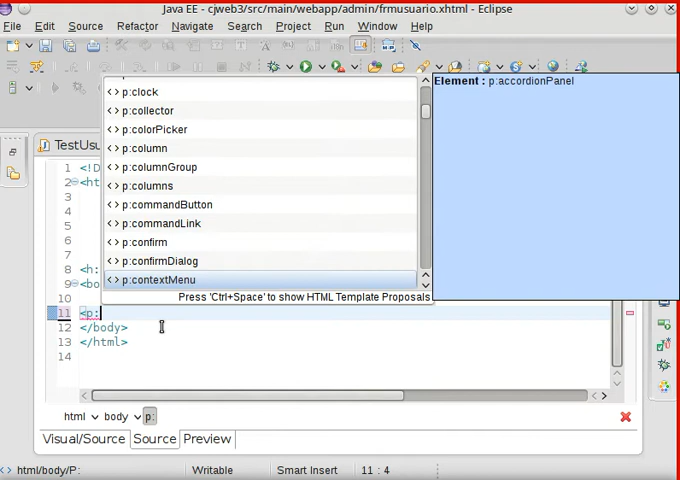 Java EE - cjweb3/src/main/webapp/admin/frmusuario.xhtml - Eclipse
File Edit Source Refactor Navigate Search Project Run Window Help
p:clock
p:collector
p:colorPicker
p:column
p:columnGroup
p:columns
p:commandButton
p:commandLink
p:confirm
p:confirmDialog
p:contextMenu
Press 'Ctrl+Space' to show HTML Template Proposals
Element : p:accordionPanel
TestUs
1 <!D
2 <ht
3
4
5
6
7
8 <h:
9 <bo
10
11 <p:
12 </body>
13 </html>
14
html body p:
Visual/Source Source Preview
html/body/P: Writable Smart Insert 11 : 4